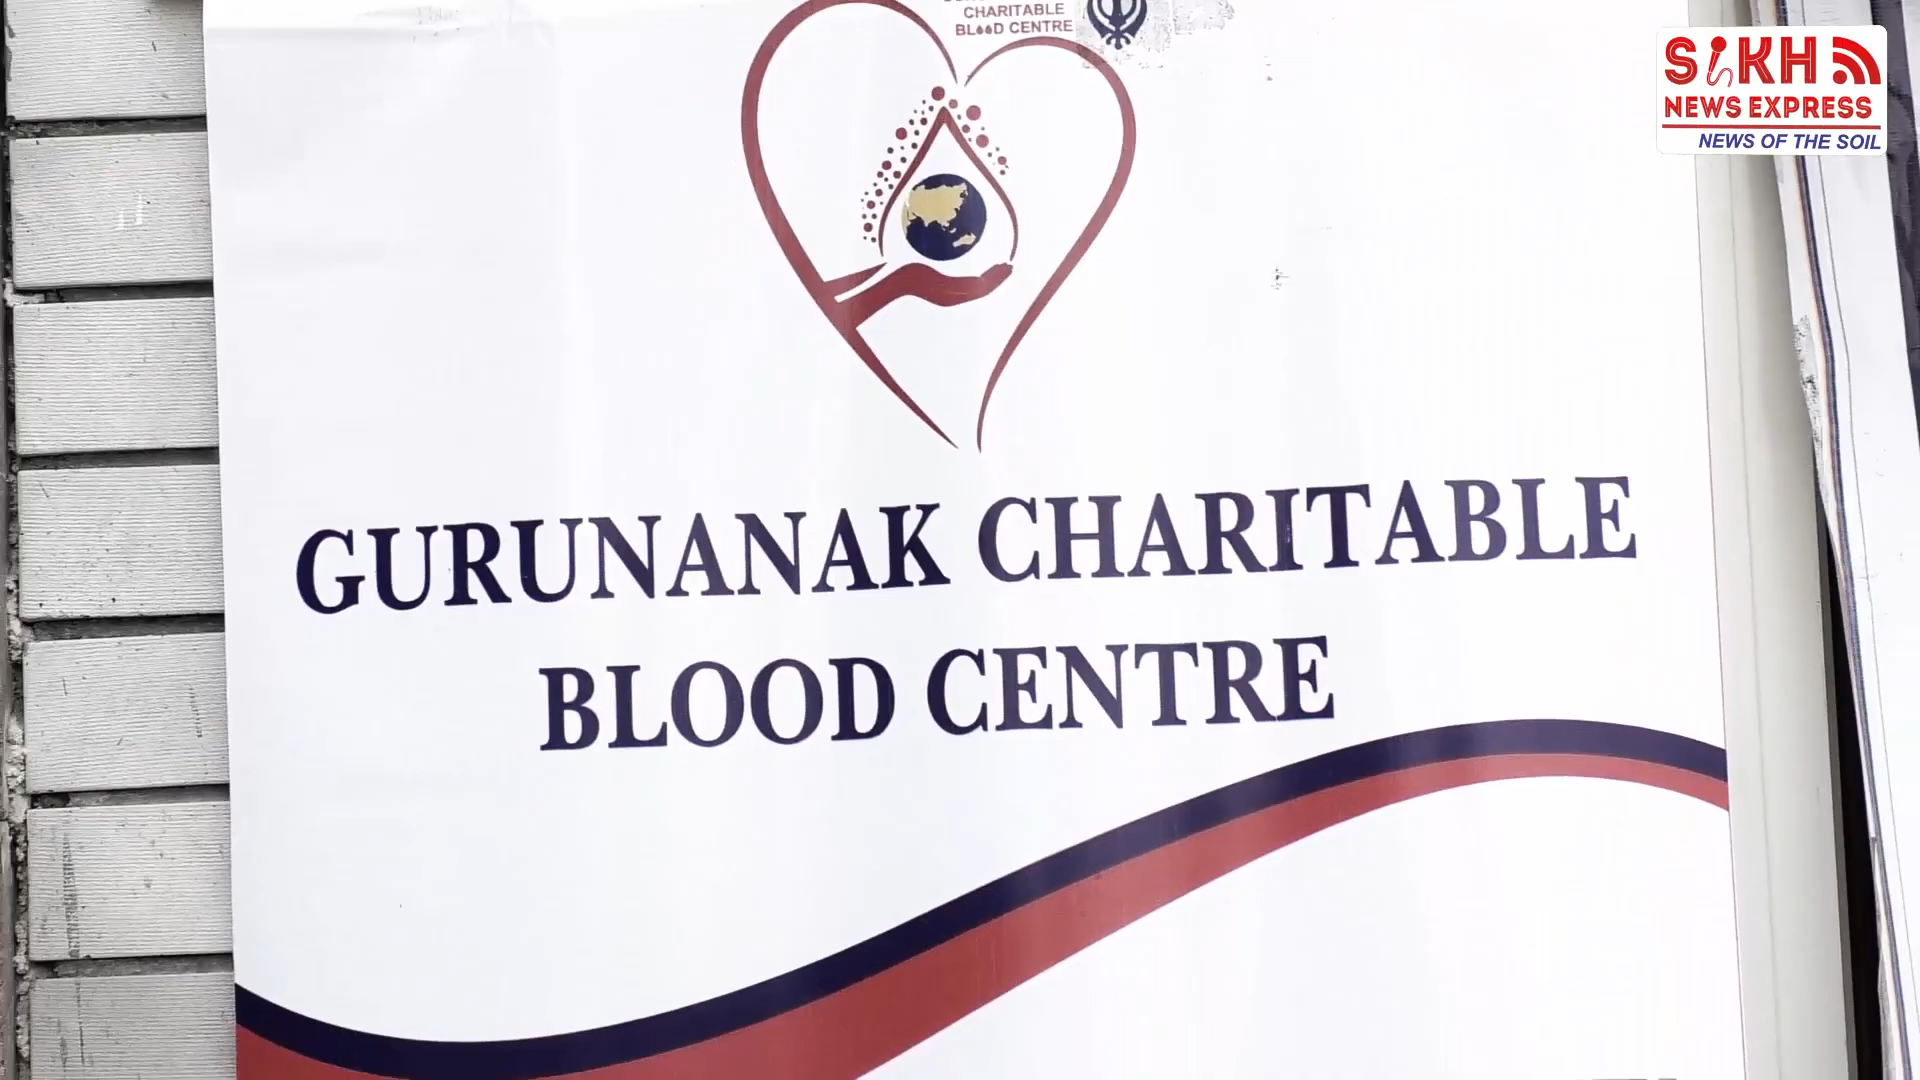 CHARITABLE
BLOOD CENTRE
SIKH
NEWS EXPRESS
NEWS OF THE SOIL
GURUNANAK CHARITABLE
BLOOD CENTRE